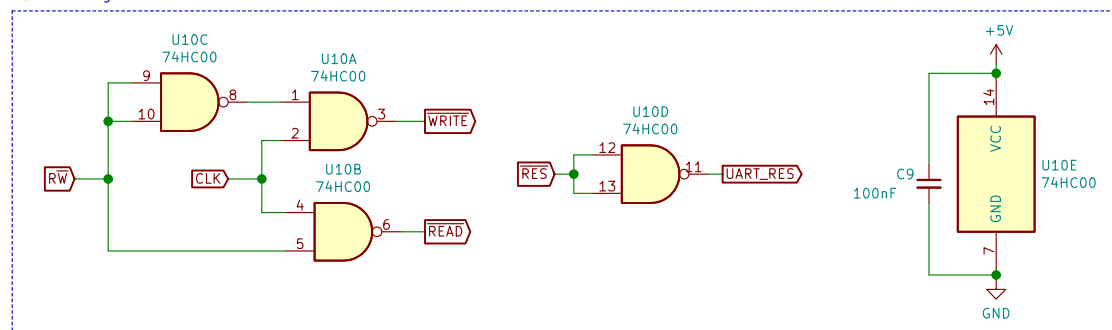 U10C
74HC00
9
10
8
U10A
74HC00
1
2
3
WRITE
RW
CLK
U10B
74HC00
4
5
6
READ
U10D
74HC00
RES
12
13
11
UART_RES
+5V
14
VCC
GND
7
U10E
74HC00
C9
100nF
GND